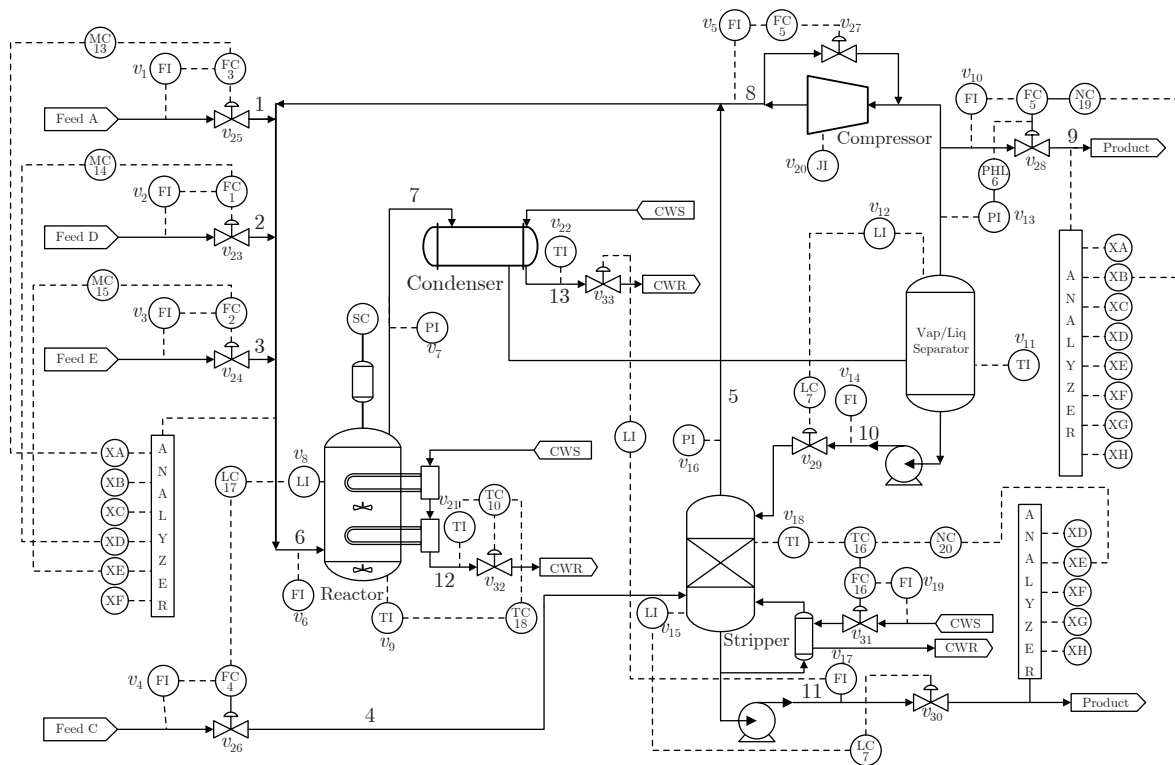 MC
13
v1
FI
FC
3
Feed A
1
v25
MC
14
v2
FI
FC
1
Feed D
2
v23
MC
15
v3
FI
FC
2
Feed E
3
v24
v5
FI
FC
5
v27
8
Compressor
v20
JI
v10
FI
FC
5
NC
19
9
Product
v28
PHL
6
PI
v13
v12
LI
7
CWS
v22
TI
Condenser
13
v33
CWR
SC
PI
v7
Vap/Liq
Separator
v11
TI
ANALYZER
XA
XB
XC
XD
XE
XF
XG
XH
LC
7
v14
FI
5
10
v29
LI
PI
v16
ANALYZER
XA
XB
XC
XD
XE
XF
LC
17
v8
LI
CWS
v21
TC
10
TI
6
12
v32
CWR
FI
v6
Reactor
TI
v9
TC
18
v18
TI
TC
16
NC
20
FC
16
FI
v19
LI
v15
v31
CWS
Stripper
CWR
v17
FI
ANALYZER
XD
XE
XF
XG
XH
v4
FI
FC
4
Feed C
4
v26
11
v30
Product
LC
7